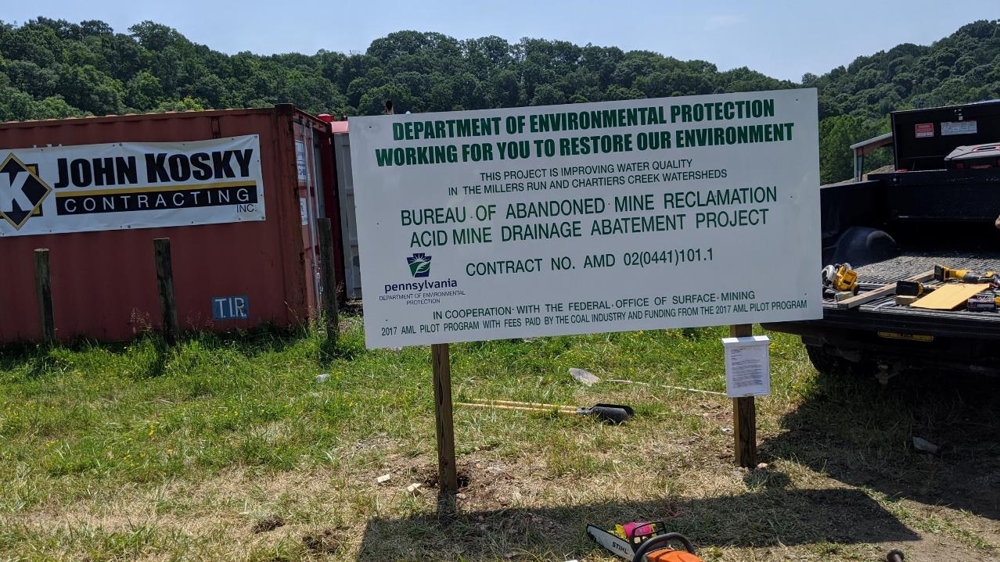 JOHN KOSKY
CONTRACTING
INC.
K
T.I.R
DEPARTMENT OF ENVIRONMENTAL PROTECTION
WORKING FOR YOU TO RESTORE OUR ENVIRONMENT
THIS PROJECT IS IMPROVING WATER QUALITY
IN THE MILLERS RUN AND CHARTIERS CREEK WATERSHEDS
BUREAU OF ABANDONED MINE RECLAMATION
ACID MINE DRAINAGE ABATEMENT PROJECT
CONTRACT NO. AMD 02(0441)101.1
pennsylvania
DEPARTMENT OF ENVIRONMENTAL
PROTECTION
IN COOPERATION WITH THE FEDERAL OFFICE OF SURFACE MINING
2017 AML PILOT PROGRAM WITH FEES PAID BY THE COAL INDUSTRY AND FUNDING FROM THE 2017 AML PILOT PROGRAM
STIHL